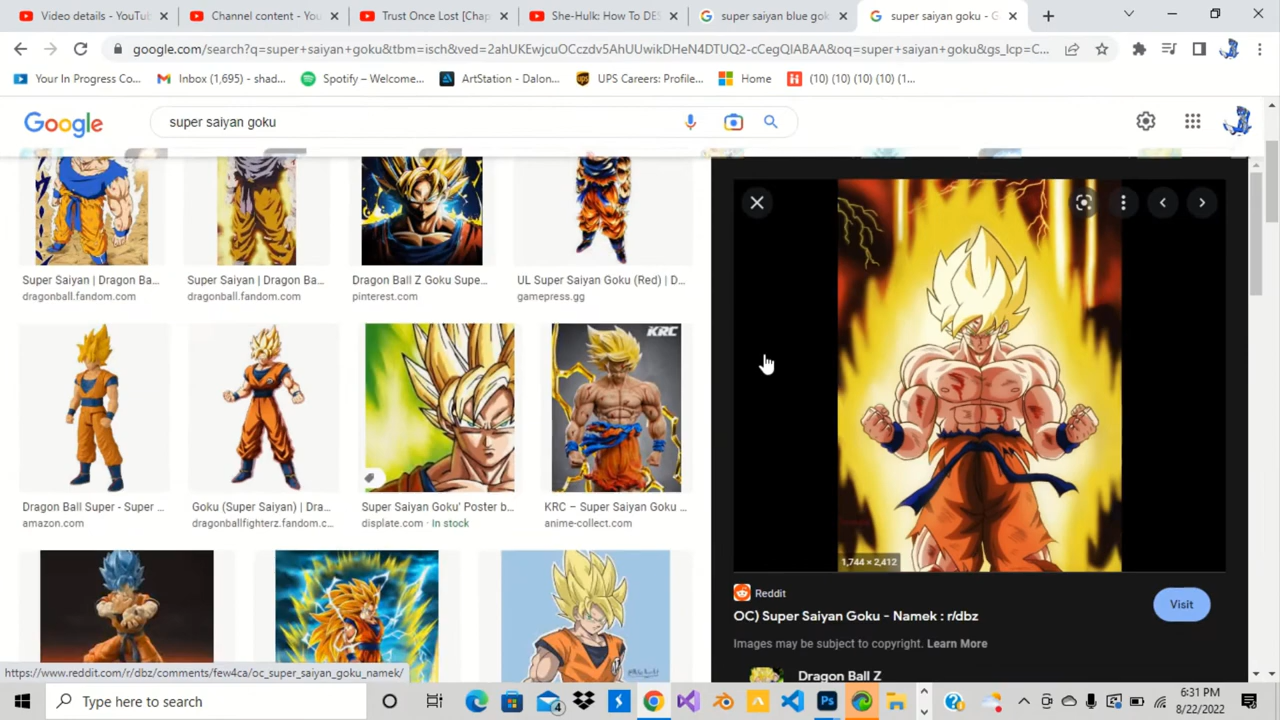 Video details - YouTu
Channel content - You
Trust Once Lost [Chap
She-Hulk: How To DES
super saiyan blue gok
super saiyan goku - G
google.com/search?q=super+saiyan+goku&tbm=isch&ved=2ahUKEwjcuOCczdv5AhUUwikDHeN4DTUQ2-cCegQIABAA&oq=super+saiyan+goku&gs_lcp=C...
Your In Progress Co...
Inbox (1,695) - shad...
Spotify – Welcome...
ArtStation - Dalon...
UPS Careers: Profile...
Home
(10) (10) (10) (10) (1...
Google
super saiyan goku
Super Saiyan | Dragon Ba...
dragonball.fandom.com
Super Saiyan | Dragon Ba...
dragonball.fandom.com
Dragon Ball Z Goku Supe...
pinterest.com
UL Super Saiyan Goku (Red) | D...
gamepress.gg
KRC
Dragon Ball Super - Super ...
amazon.com
Goku (Super Saiyan) | Dra...
dragonballfighterz.fandom.c...
Super Saiyan Goku' Poster b...
displate.com · In stock
KRC – Super Saiyan Goku ...
anime-collect.com
1,744 × 2,412
Reddit
OC) Super Saiyan Goku - Namek : r/dbz
Visit
Images may be subject to copyright. Learn More
Dragon Ball Z
https://www.reddit.com/r/dbz/comments/few4ca/oc_super_saiyan_goku_namek/
Type here to search
4
Ps
6:31 PM
8/22/2022